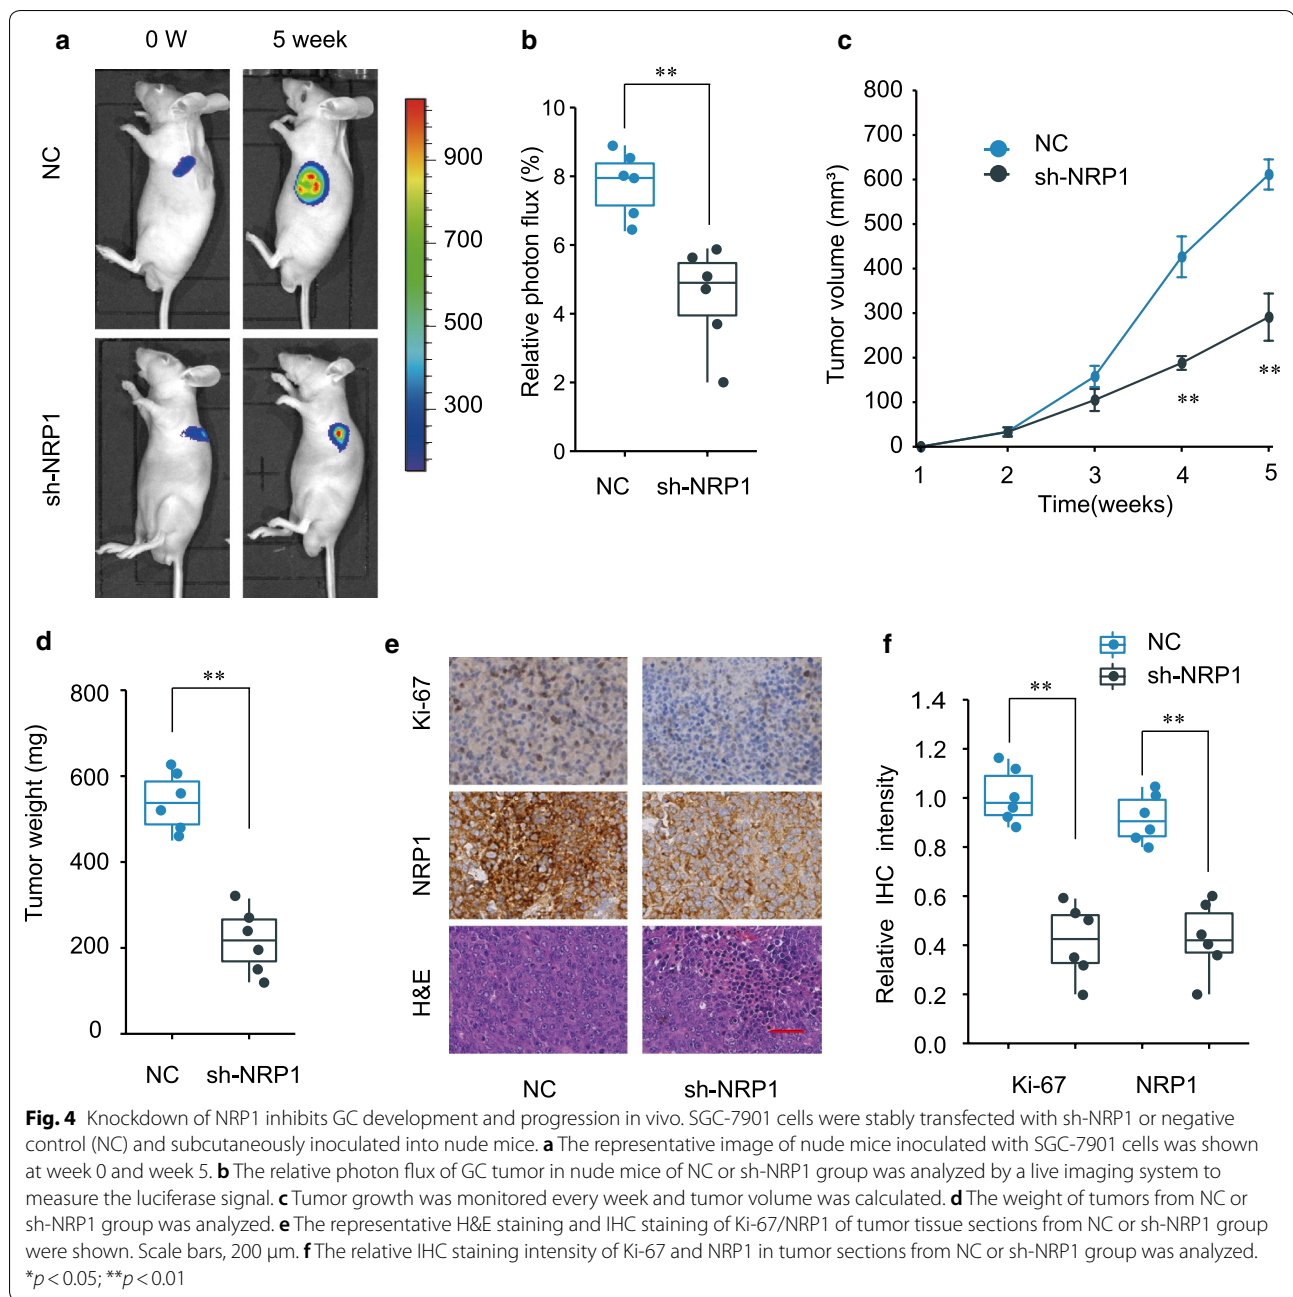 a
0 W
5 week
NC
sh-NRP1
900
700
500
300
b
**
Relative photon flux (%)
10
8
6
4
2
0
NC
sh-NRP1
c
Tumor volume (mm³)
800
700
600
500
400
300
200
100
0
NC
sh-NRP1
**
**
1
2
3
4
5
Time(weeks)
d
**
Tumor weight (mg)
800
600
400
200
0
NC
sh-NRP1
e
Ki-67
NRP1
H&E
NC
sh-NRP1
f
NC
sh-NRP1
**
**
Relative IHC intensity
1.4
1.2
1.0
0.8
0.6
0.4
0.2
0.0
Ki-67
NRP1
Fig. 4 Knockdown of NRP1 inhibits GC development and progression in vivo. SGC-7901 cells were stably transfected with sh-NRP1 or negative
control (NC) and subcutaneously inoculated into nude mice. a The representative image of nude mice inoculated with SGC-7901 cells was shown
at week 0 and week 5. b The relative photon flux of GC tumor in nude mice of NC or sh-NRP1 group was analyzed by a live imaging system to
measure the luciferase signal. c Tumor growth was monitored every week and tumor volume was calculated. d The weight of tumors from NC or
sh-NRP1 group was analyzed. e The representative H&E staining and IHC staining of Ki-67/NRP1 of tumor tissue sections from NC or sh-NRP1 group
were shown. Scale bars, 200 µm. f The relative IHC staining intensity of Ki-67 and NRP1 in tumor sections from NC or sh-NRP1 group was analyzed.
*p < 0.05; **p < 0.01